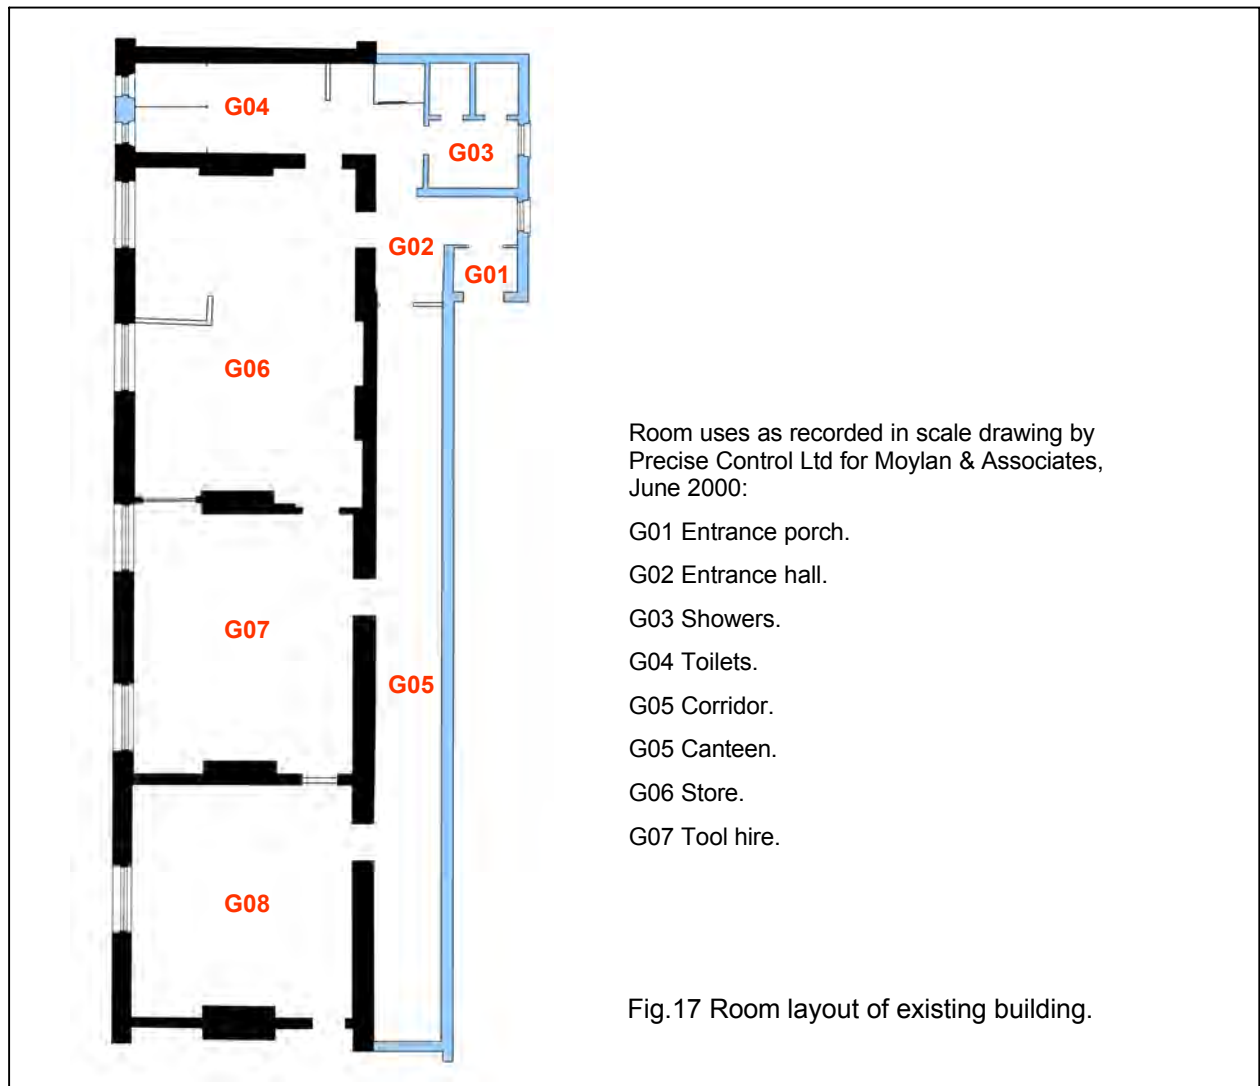 G04
G03
G02
G01
G06
G07
G05
G08
Room uses as recorded in scale drawing by
Precise Control Ltd for Moylan & Associates,
June 2000:
G01 Entrance porch.
G02 Entrance hall.
G03 Showers.
G04 Toilets.
G05 Corridor.
G05 Canteen.
G06 Store.
G07 Tool hire.
Fig.17 Room layout of existing building.